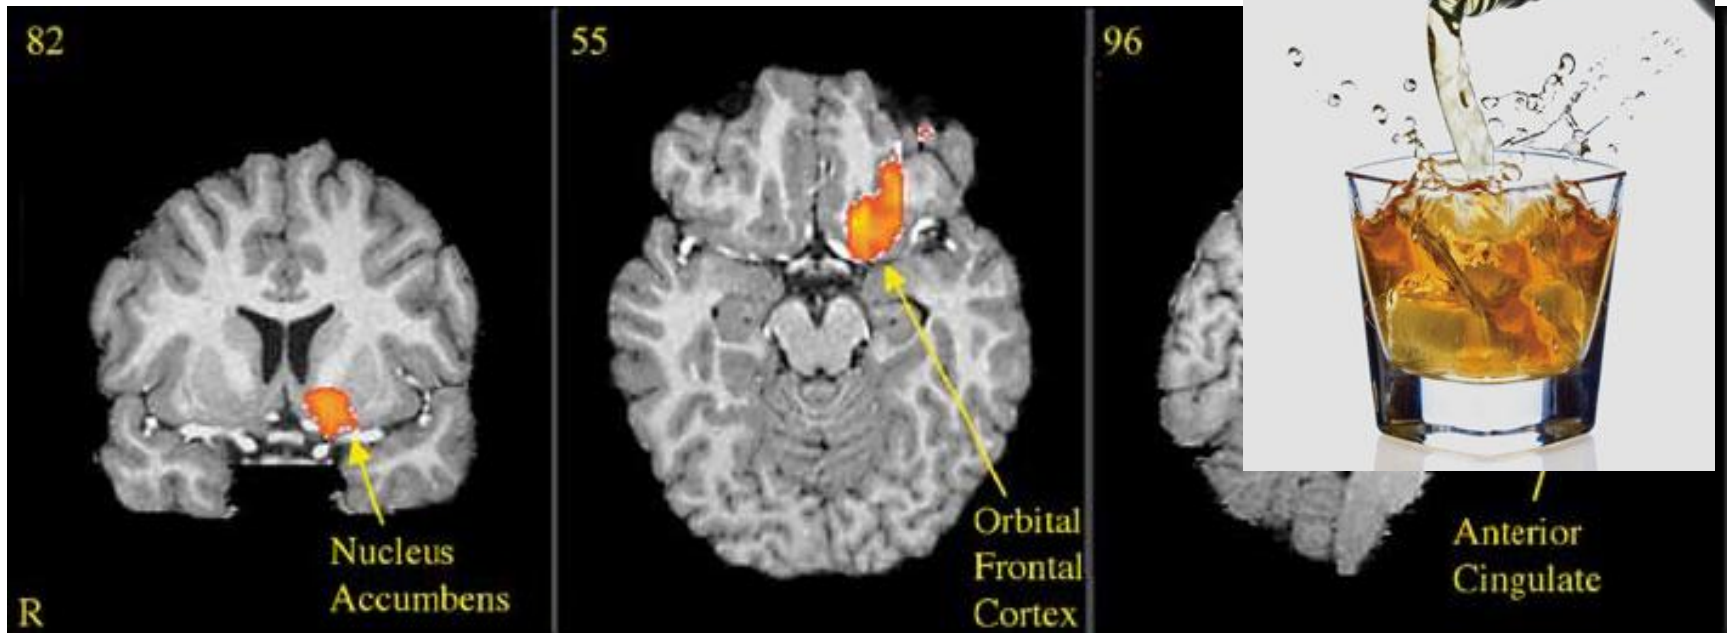 82
55
96
Nucleus
Accumbens
Orbital
Frontal
Cortex
Anterior
Cingulate
R